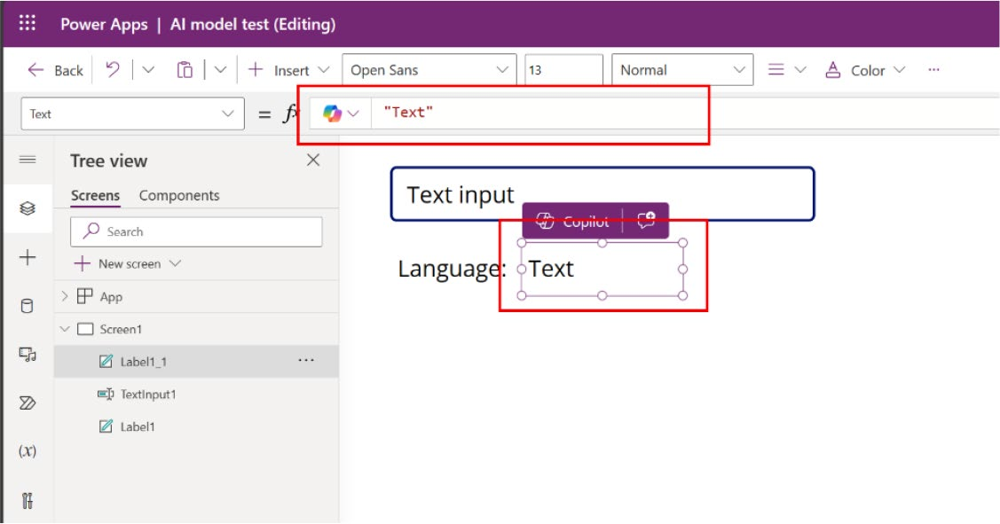 Power Apps | AI model test (Editing)
Back Insert Open Sans 13 Normal Color ...
Text = fx "Text"
Tree view
Screens Components
Search
New screen
App
Screen1
Label1_1 ...
TextInput1
Label1
(x)
Text input
Copilot
Language: Text